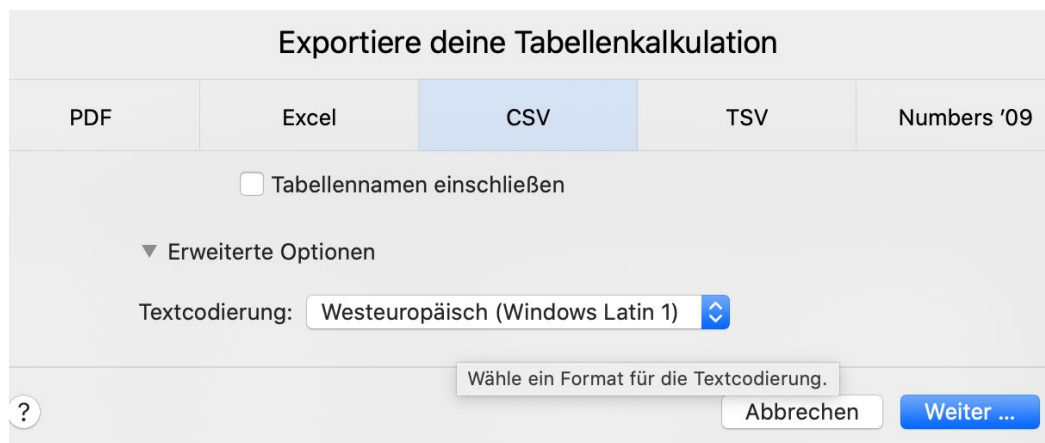 Exportiere deine Tabellenkalkulation
PDF Excel CSV TSV Numbers '09
Tabellennamen einschließen
Erweiterte Optionen
Textcodierung: Westeuropäisch (Windows Latin 1)
Wähle ein Format für die Textcodierung.
? Abbrechen Weiter ...